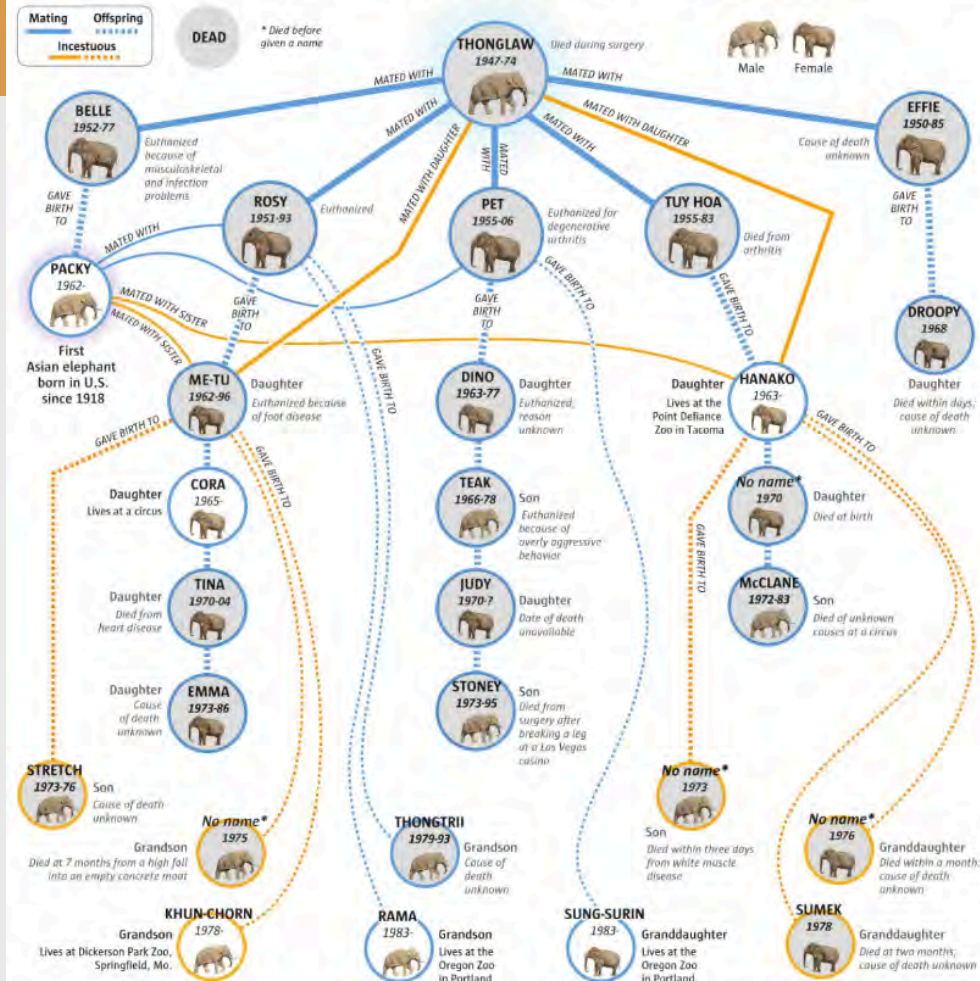 Mating Offspring
Incestuous
DEAD
* Died before
given a name
THONGLAW
1947-74
Died during surgery
Male Female
MATED WITH
MATED WITH
MATED WITH DAUGHTER
MATED
WITH
MATED WITH
MATED WITH DAUGHTER
MATED WITH
BELLE
1952-77
Euthanized
because of
musculoskeletal
and infection
problems
ROSY
1951-93
Euthanized
PET
1955-06
Euthanized for
degenerative
arthritis
TUY HOA
1955-83
Died from
arthritis
EFFIE
1950-85
Cause of death
unknown
GAVE
BIRTH
TO
MATED WITH
GAVE
BIRTH
TO
PACKY
1962-
First
Asian elephant
born in U.S.
since 1918
MATED WITH SISTER
MATED WITH SISTER
GAVE
BIRTH
TO
GAVE BIRTH TO
GAVE
BIRTH
TO
GAVE BIRTH TO
GAVE
BIRTH
TO
DROOPY
1968
Daughter
Died within days;
cause of death
unknown
ME-TU
1962-96
Daughter
Euthanized because
of foot disease
DINO
1963-77
Daughter
Euthanized,
reason
unknown
HANAKO
1963-
Daughter
Lives at the
Point Defiance
Zoo in Tacoma
GAVE BIRTH TO
GAVE BIRTH TO
GAVE BIRTH TO
GAVE BIRTH TO
CORA
1965-
Daughter
Lives at a circus
TEAK
1966-78
Son
Euthanized
because of
overly aggressive
behavior
No name*
1970
Daughter
Died at birth
TINA
1970-04
Daughter
Died from
heart disease
JUDY
1970-?
Daughter
Date of death
unavailable
McCLANE
1972-83
Son
Died of unknown
causes at a circus
EMMA
1973-86
Daughter
Cause
of death
unknown
STONEY
1973-95
Son
Died from
surgery after
breaking a leg
at a Las Vegas
casino
STRETCH
1973-76
Son
Cause of death
unknown
No name*
1973
Son
Died within three days
from white muscle
disease
No name*
1975
Grandson
Died at 7 months from a high fall
into an empty concrete moat
THONGTRII
1979-93
Grandson
Cause of
death
unknown
No name*
1976
Granddaughter
Died within a month;
cause of death
unknown
KHUN-CHORN
1978-
Grandson
Lives at Dickerson Park Zoo,
Springfield, Mo.
RAMA
1983-
Grandson
Lives at the
Oregon Zoo
in Portland
SUNG-SURIN
1983-
Granddaughter
Lives at the
Oregon Zoo
in Portland
SUMEK
1978
Granddaughter
Died at two months;
cause of death unknown